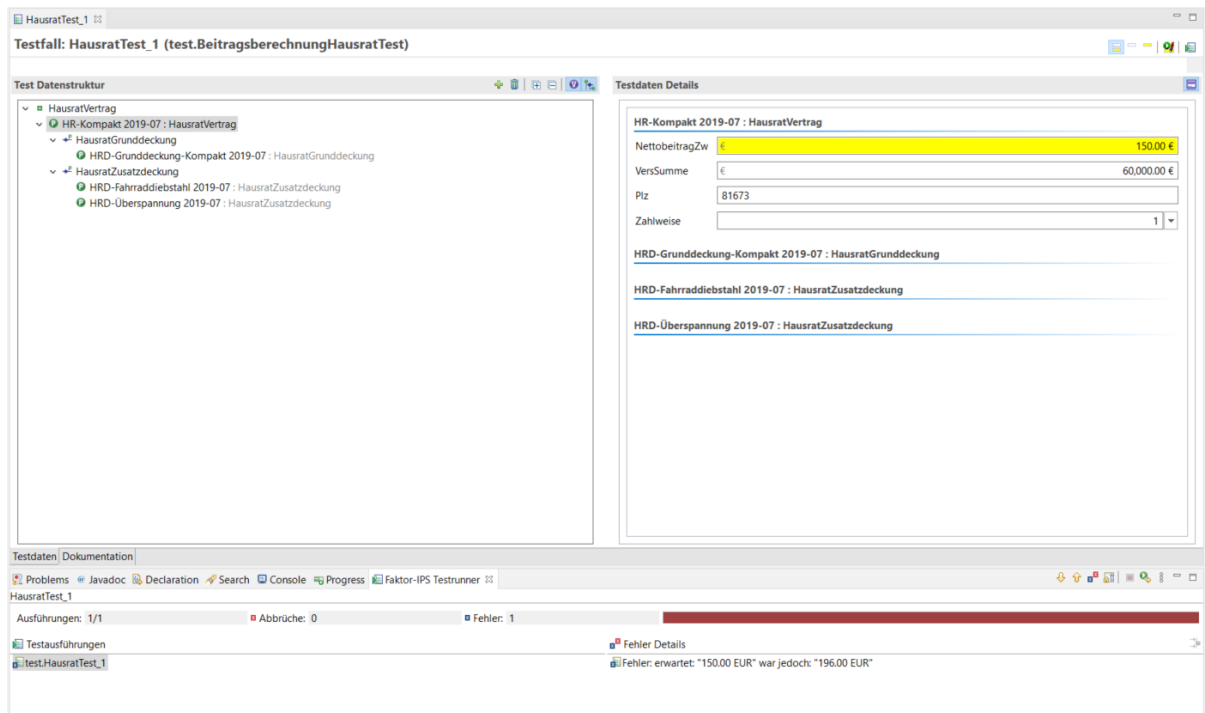 HausratTest_1
Testfall: HausratTest_1 (test.BeitragsberechnungHausratTest)
Test Datenstruktur
HausratVertrag
HR-Kompakt 2019-07 : HausratVertrag
HausratGrunddeckung
HRD-Grunddeckung-Kompakt 2019-07 : HausratGrunddeckung
HausratZusatzdeckung
HRD-Fahrraddiebstahl 2019-07 : HausratZusatzdeckung
HRD-Überspannung 2019-07 : HausratZusatzdeckung
Testdaten Details
HR-Kompakt 2019-07 : HausratVertrag
NettobeitragZw € 150.00 €
VersSumme € 60,000.00 €
Plz 81673
Zahlweise 1
HRD-Grunddeckung-Kompakt 2019-07 : HausratGrunddeckung
HRD-Fahrraddiebstahl 2019-07 : HausratZusatzdeckung
HRD-Überspannung 2019-07 : HausratZusatzdeckung
Testdaten Dokumentation
Problems Javadoc Declaration Search Console Progress Faktor-IPS Testrunner
HausratTest_1
Ausführungen: 1/1 Abbrüche: 0 Fehler: 1
Testausführungen Fehler Details
test.HausratTest_1 Fehler: erwartet: "150.00 EUR" war jedoch: "196.00 EUR"